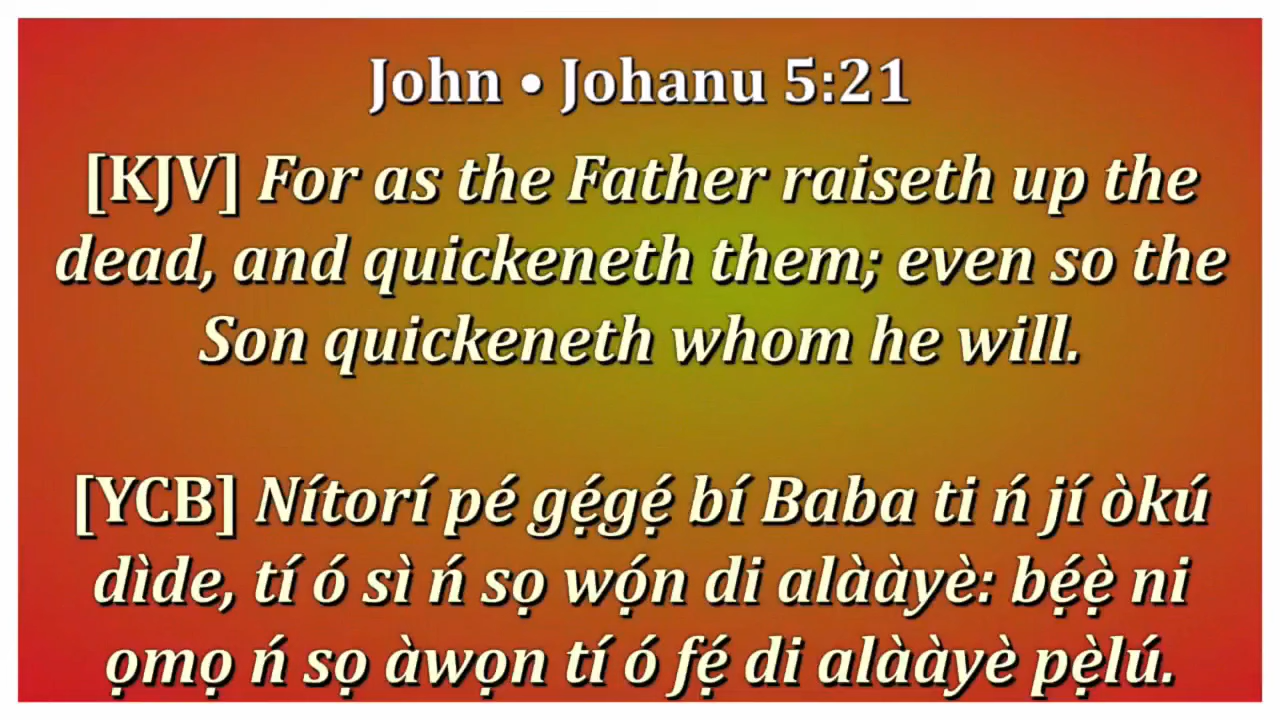 John • Johanu 5:21
[KJV] For as the Father raiseth up the
dead, and quickeneth them; even so the
Son quickeneth whom he will.
[YCB] Nítorí pé gẹ́gẹ́ bí Baba ti ń jí òkú
dìde, tí ó sì ń sọ wọ́n di alààyè: bẹ́ẹ̀ ni
ọmọ ń sọ àwọn tí ó fẹ́ di alààyè pẹ̀lú.